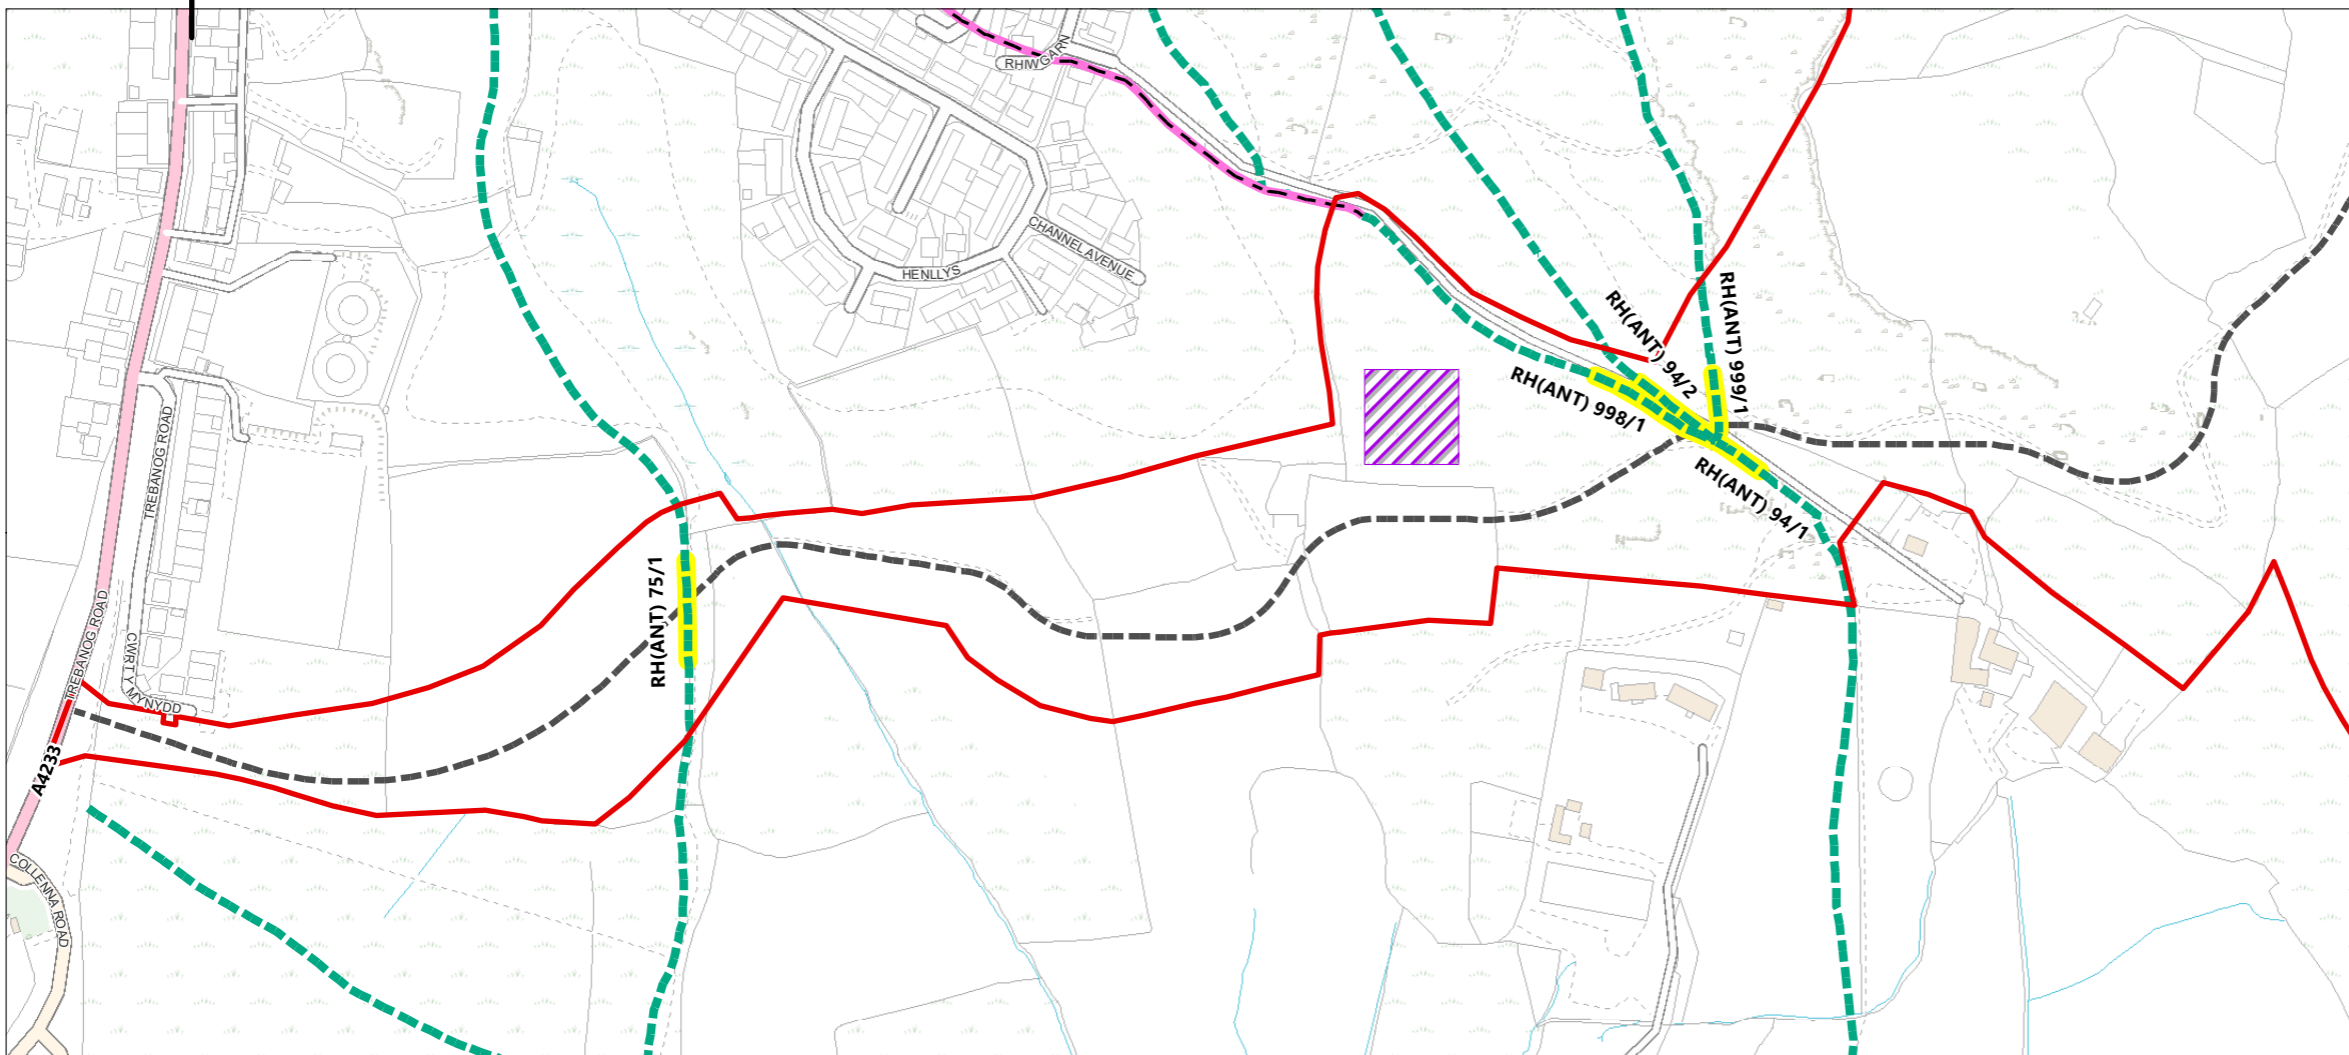 RHIWGARN
CHANNEL AVENUE
HENLLYS
RH(ANT) 94/2
RH(ANT) 999/1
RH(ANT) 998/1
RH(ANT) 94/1
TREBANOG ROAD
RH(ANT) 75/1
TREBANOG ROAD
CWRT Y MYNYDD
A4233
COLLENNA ROAD